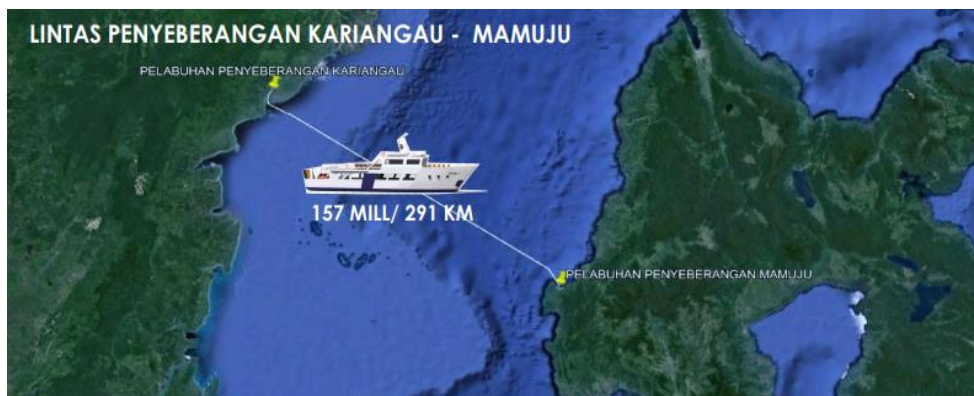 LINTAS PENYEBERANGAN KARIANGAU - MAMUJU
PELABUHAN PENYEBERANGAN KARIANGAU
157 MILL/ 291 KM
PELABUHAN PENYEBERANGAN MAMUJU